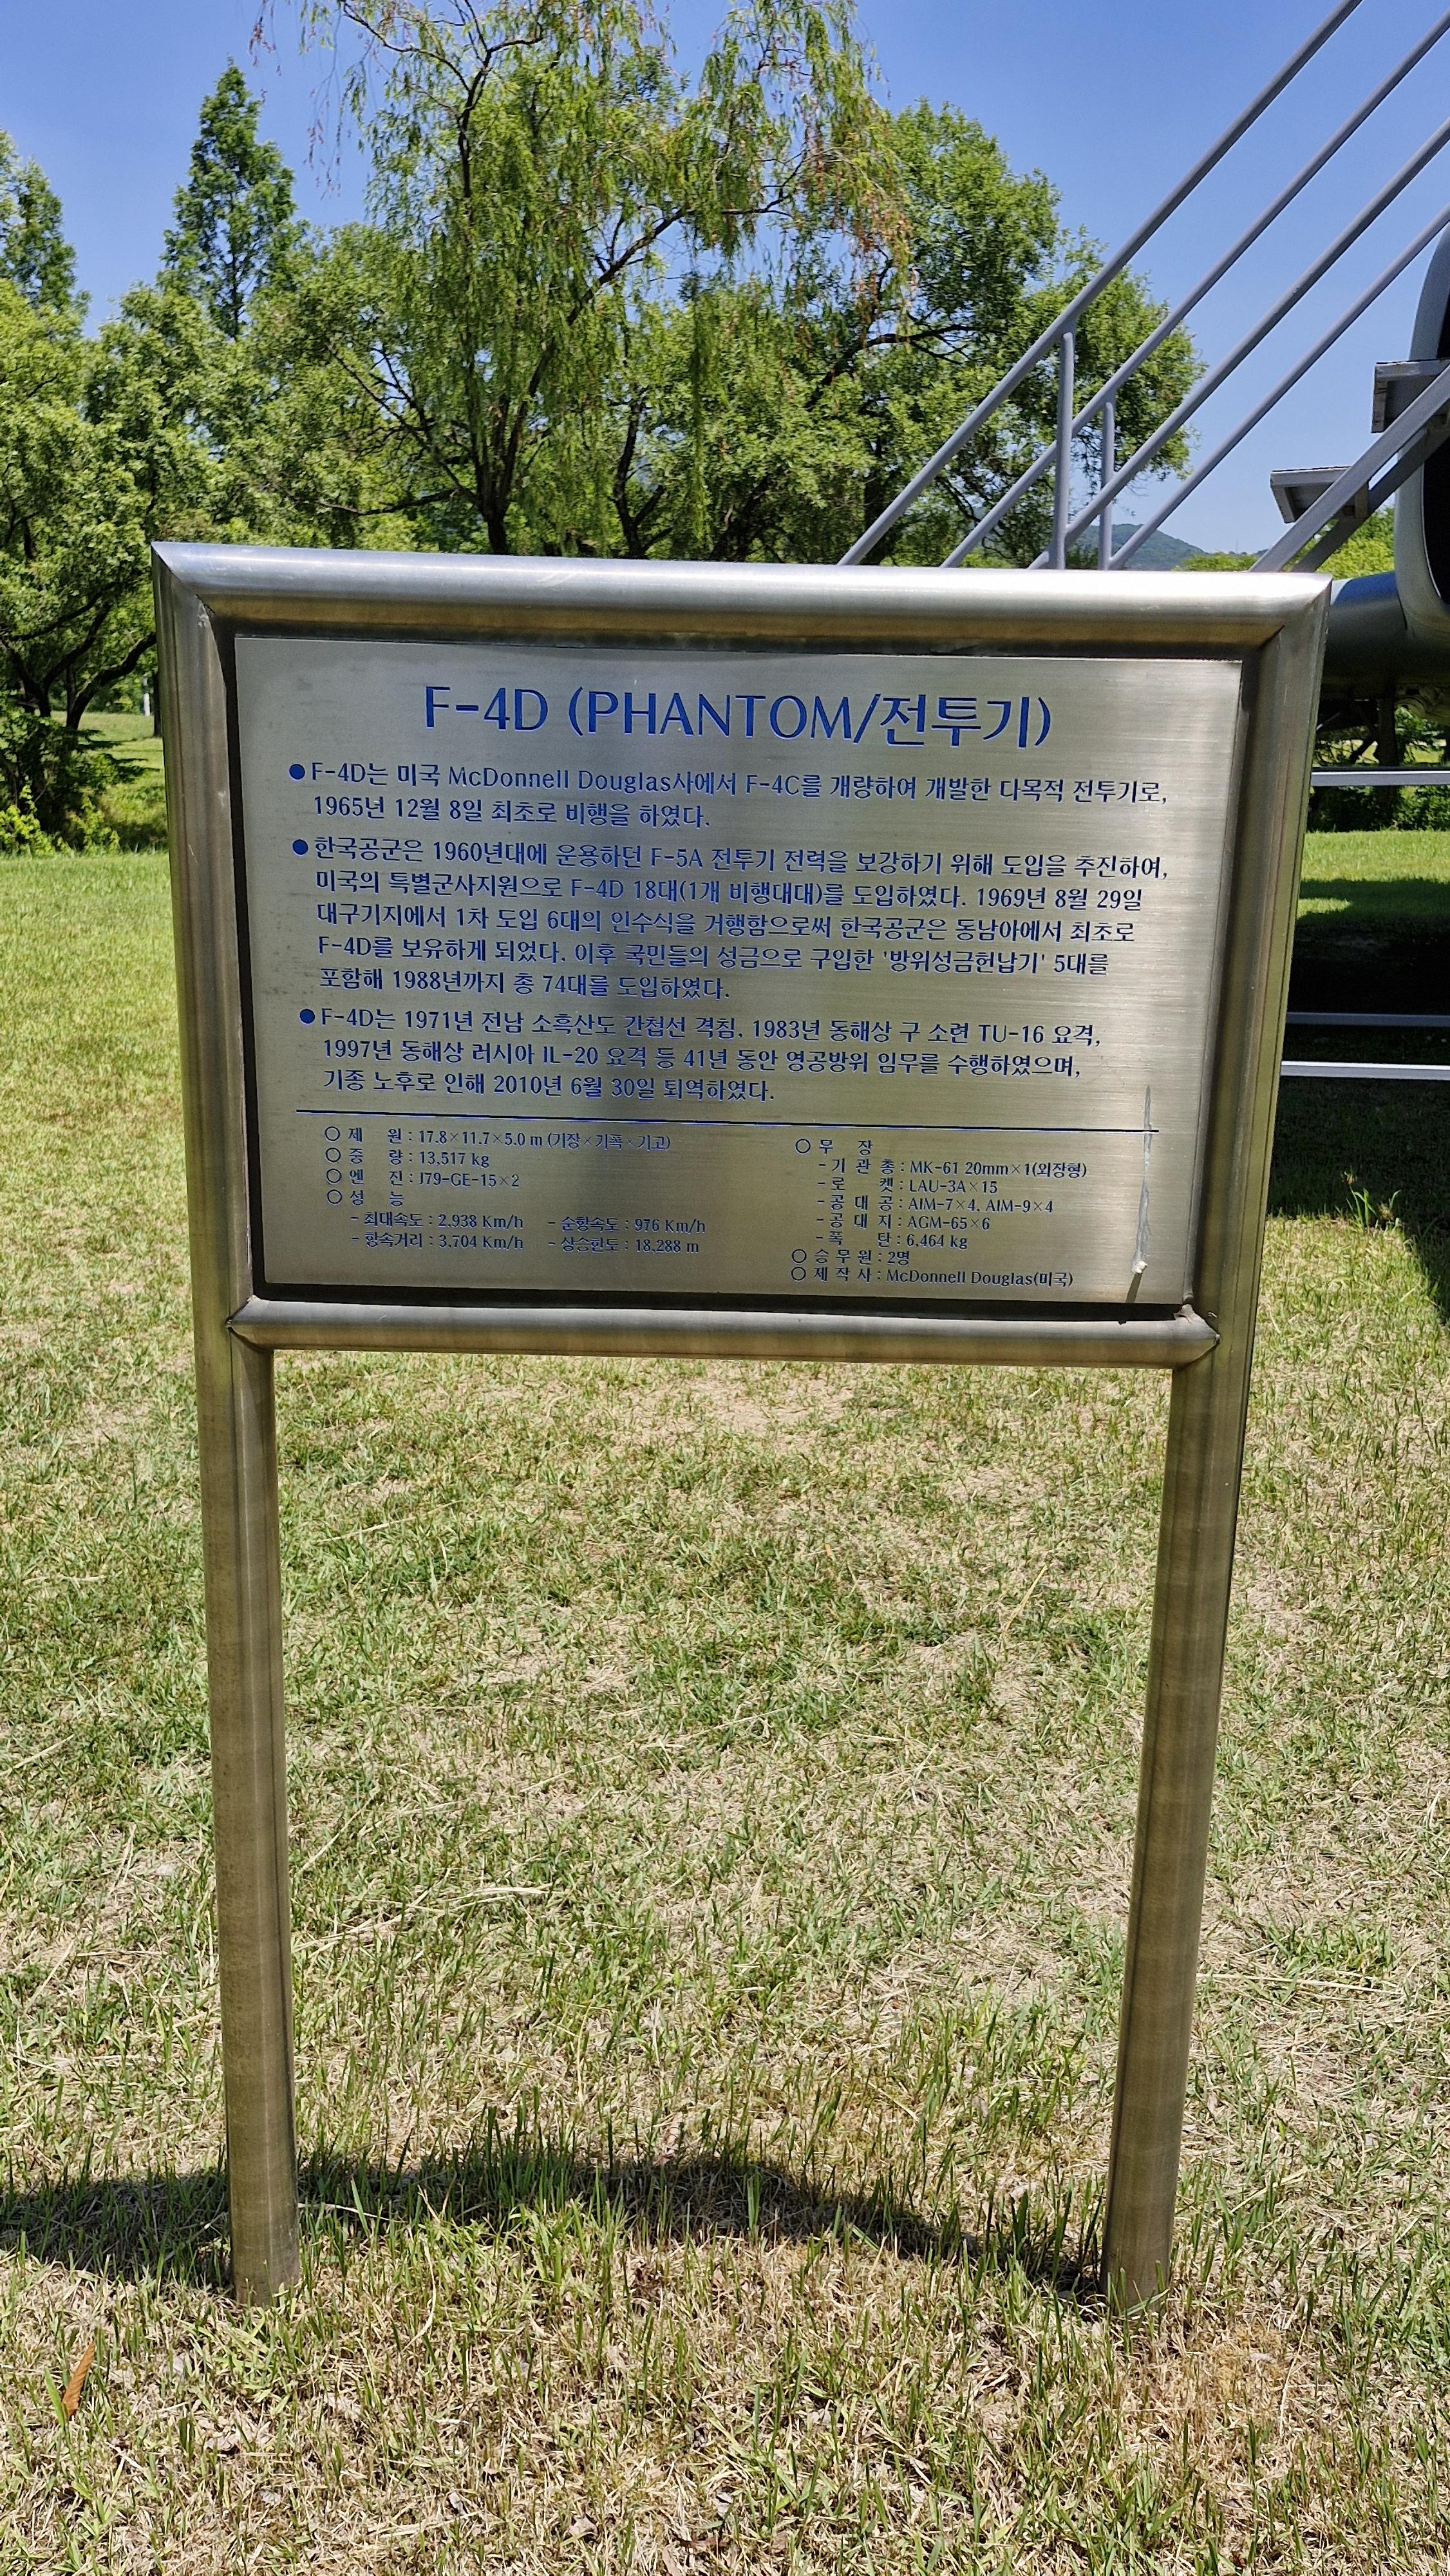 F-4D (PHANTOM/전투기)
●F-4D는 미국 McDonnell Douglas사에서 F-4C를 개량하여 개발한 다목적 전투기로,
1965년 12월 8일 최초로 비행을 하였다.
●한국공군은 1960년대에 운용하던 F-5A 전투기 전력을 보강하기 위해 도입을 추진하여,
미국의 특별군사지원으로 F-4D 18대(1개 비행대대)를 도입하였다. 1969년 8월 29일
대구기지에서 1차 도입 6대의 인수식을 거행함으로써 한국공군은 동남아에서 최초로
F-4D를 보유하게 되었다. 이후 국민들의 성금으로 구입한 '방위성금헌납기' 5대를
포함해 1988년까지 총 74대를 도입하였다.
●F-4D는 1971년 전남 소흑산도 간첩선 격침, 1983년 동해상 구 소련 TU-16 요격,
1997년 동해상 러시아 IL-20 요격 등 41년 동안 영공방위 임무를 수행하였으며,
기종 노후로 인해 2010년 6월 30일 퇴역하였다.
○ 제 원 : 17.8×11.7×5.0 m (기장×기폭×기고)
○ 중 량 : 13,517 kg
○ 엔 진 : J79-GE-15×2
○ 성 능
- 최대속도 : 2,938 Km/h - 순항속도 : 976 Km/h
- 항속거리 : 3,704 Km/h - 상승한도 : 18,288 m
○ 무 장
- 기 관 총 : MK-61 20mm×1(외장형)
- 로 켓 : LAU-3A×15
- 공 대 공 : AIM-7×4, AIM-9×4
- 공 대 지 : AGM-65×6
- 폭 탄 : 6,464 kg
○ 승 무 원 : 2명
○ 제 작 사 : McDonnell Douglas(미국)